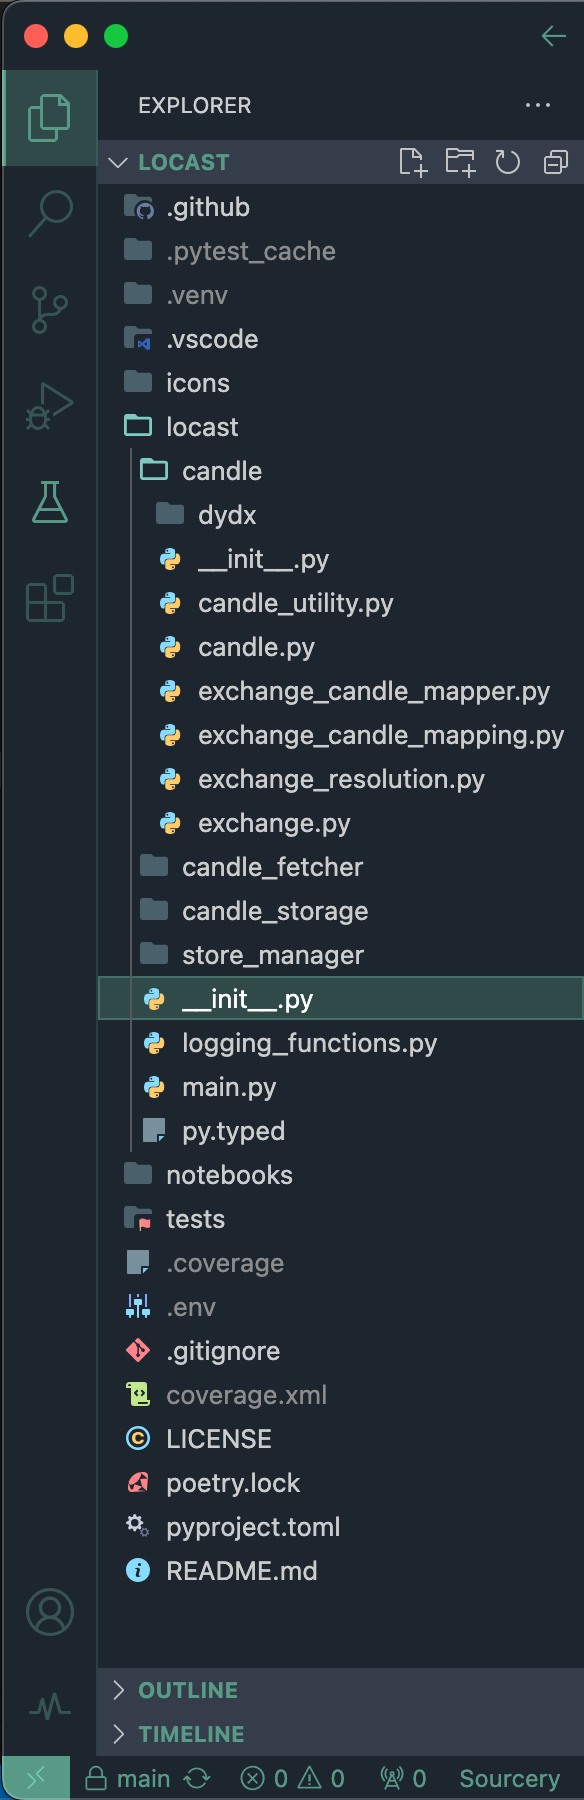 EXPLORER
LOCAST
.github
.pytest_cache
.venv
.vscode
icons
locast
candle
dydx
__init__.py
candle_utility.py
candle.py
exchange_candle_mapper.py
exchange_candle_mapping.py
exchange_resolution.py
exchange.py
candle_fetcher
candle_storage
store_manager
__init__.py
logging_functions.py
main.py
py.typed
notebooks
tests
.coverage
.env
.gitignore
coverage.xml
LICENSE
poetry.lock
pyproject.toml
README.md
OUTLINE
TIMELINE
main 0 0 0 Sourcery